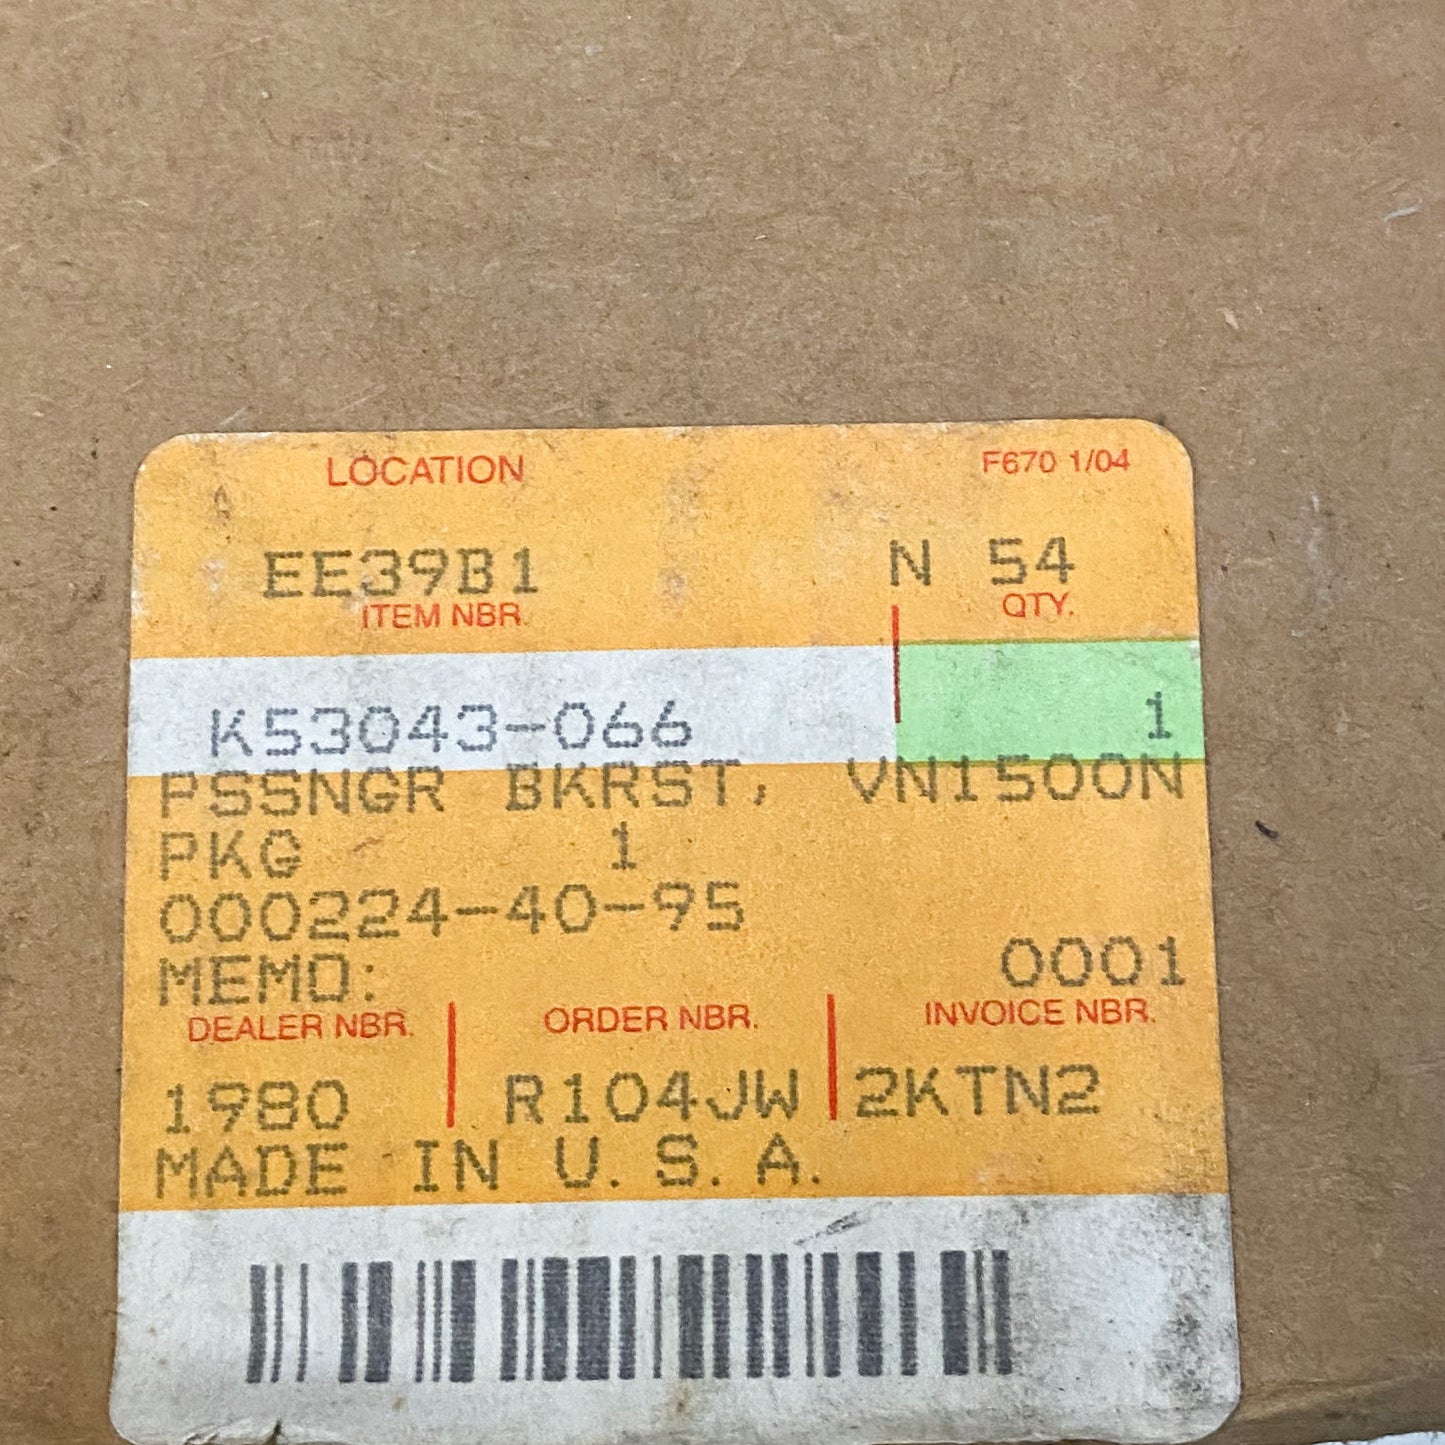 LOCATION F670 1/04
EE39B1 N 54
ITEM NBR. QTY.
K53043-066 1
PSSNGR BKRST, VN1500N
PKG 1
000224-40-95
MEMO: 0001
DEALER NBR. ORDER NBR. INVOICE NBR.
1980 R104JW 2KTN2
MADE IN U.S.A.